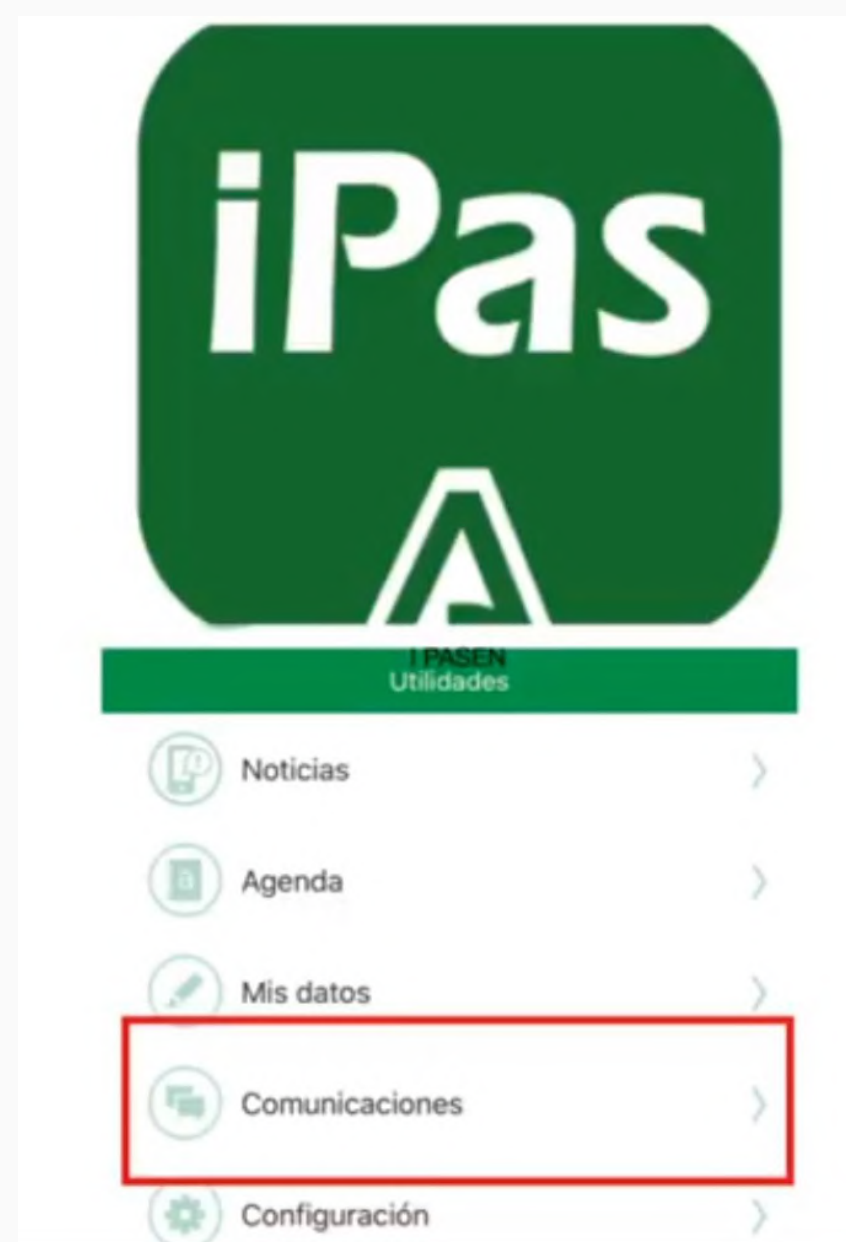 iPas
I PASEN
Utilidades
Noticias
Agenda
Mis datos
Comunicaciones
Configuración